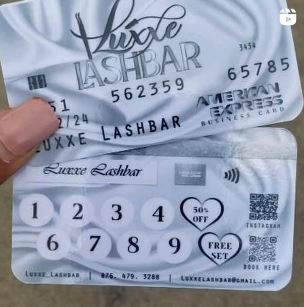 Luxxe
LASHBAR
3454
562359
65785
51
2/24
AMERICAN
EXPRESS
BUSINESS CARD
LUXXE LASHBAR
Luxxe Lashbar
1 2 3 4 50% OFF
6 7 8 9 FREE SET
INSTAGRAM
BOOK HERE
LUXXE_LASHBAR | 876. 479. 3288 | LUXXELASHBAR@GMAIL.COM